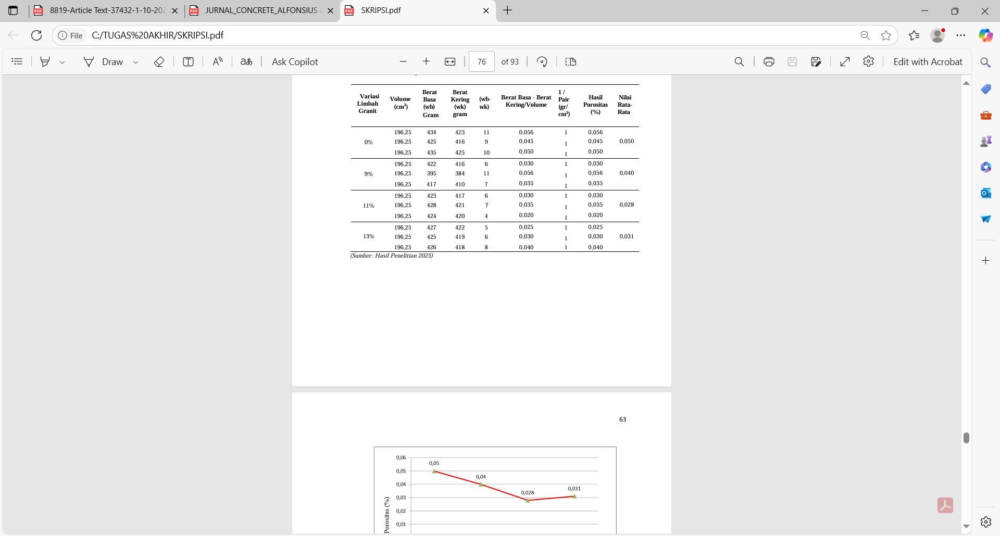 8819-Article Text-37432-1-10-202
JURNAL_CONCRETE_ALFONSIUS
SKRIPSI.pdf
File C:/TUGAS%20AKHIR/SKRIPSI.pdf
Draw Ask Copilot 76 of 93 Edit with Acrobat
Variasi Limbah Granit Volume (cm³) Berat Basa (wb) Gram Berat Kering (wk) gram (wb-wk) Berat Basa - Berat Kering/Volume 1 / Pair (gr/ cm³) Hasil Porositas (%) Nilai Rata-Rata
196,25 434 423 11 0,056 1 0,056
0% 196,25 425 416 9 0,045 1 0,045 0,050
196,25 435 425 10 0,050 1 0,050
196,25 422 416 6 0,030 1 0,030
9% 196,25 395 384 11 0,056 1 0,056 0,040
196,25 417 410 7 0,035 1 0,035
196,25 423 417 6 0,030 1 0,030
11% 196,25 428 421 7 0,035 1 0,035 0,028
196,25 424 420 4 0,020 1 0,020
196,25 427 422 5 0,025 1 0,025
13% 196,25 425 419 6 0,030 1 0,030 0,031
196,25 426 418 8 0,040 1 0,040
(Sumber: Hasil Penelitian 2025)
63
0,06
0,05
0,05
0,04
0,04
0,031
0,028
0,03
0,02
0,01
Porositas (%)